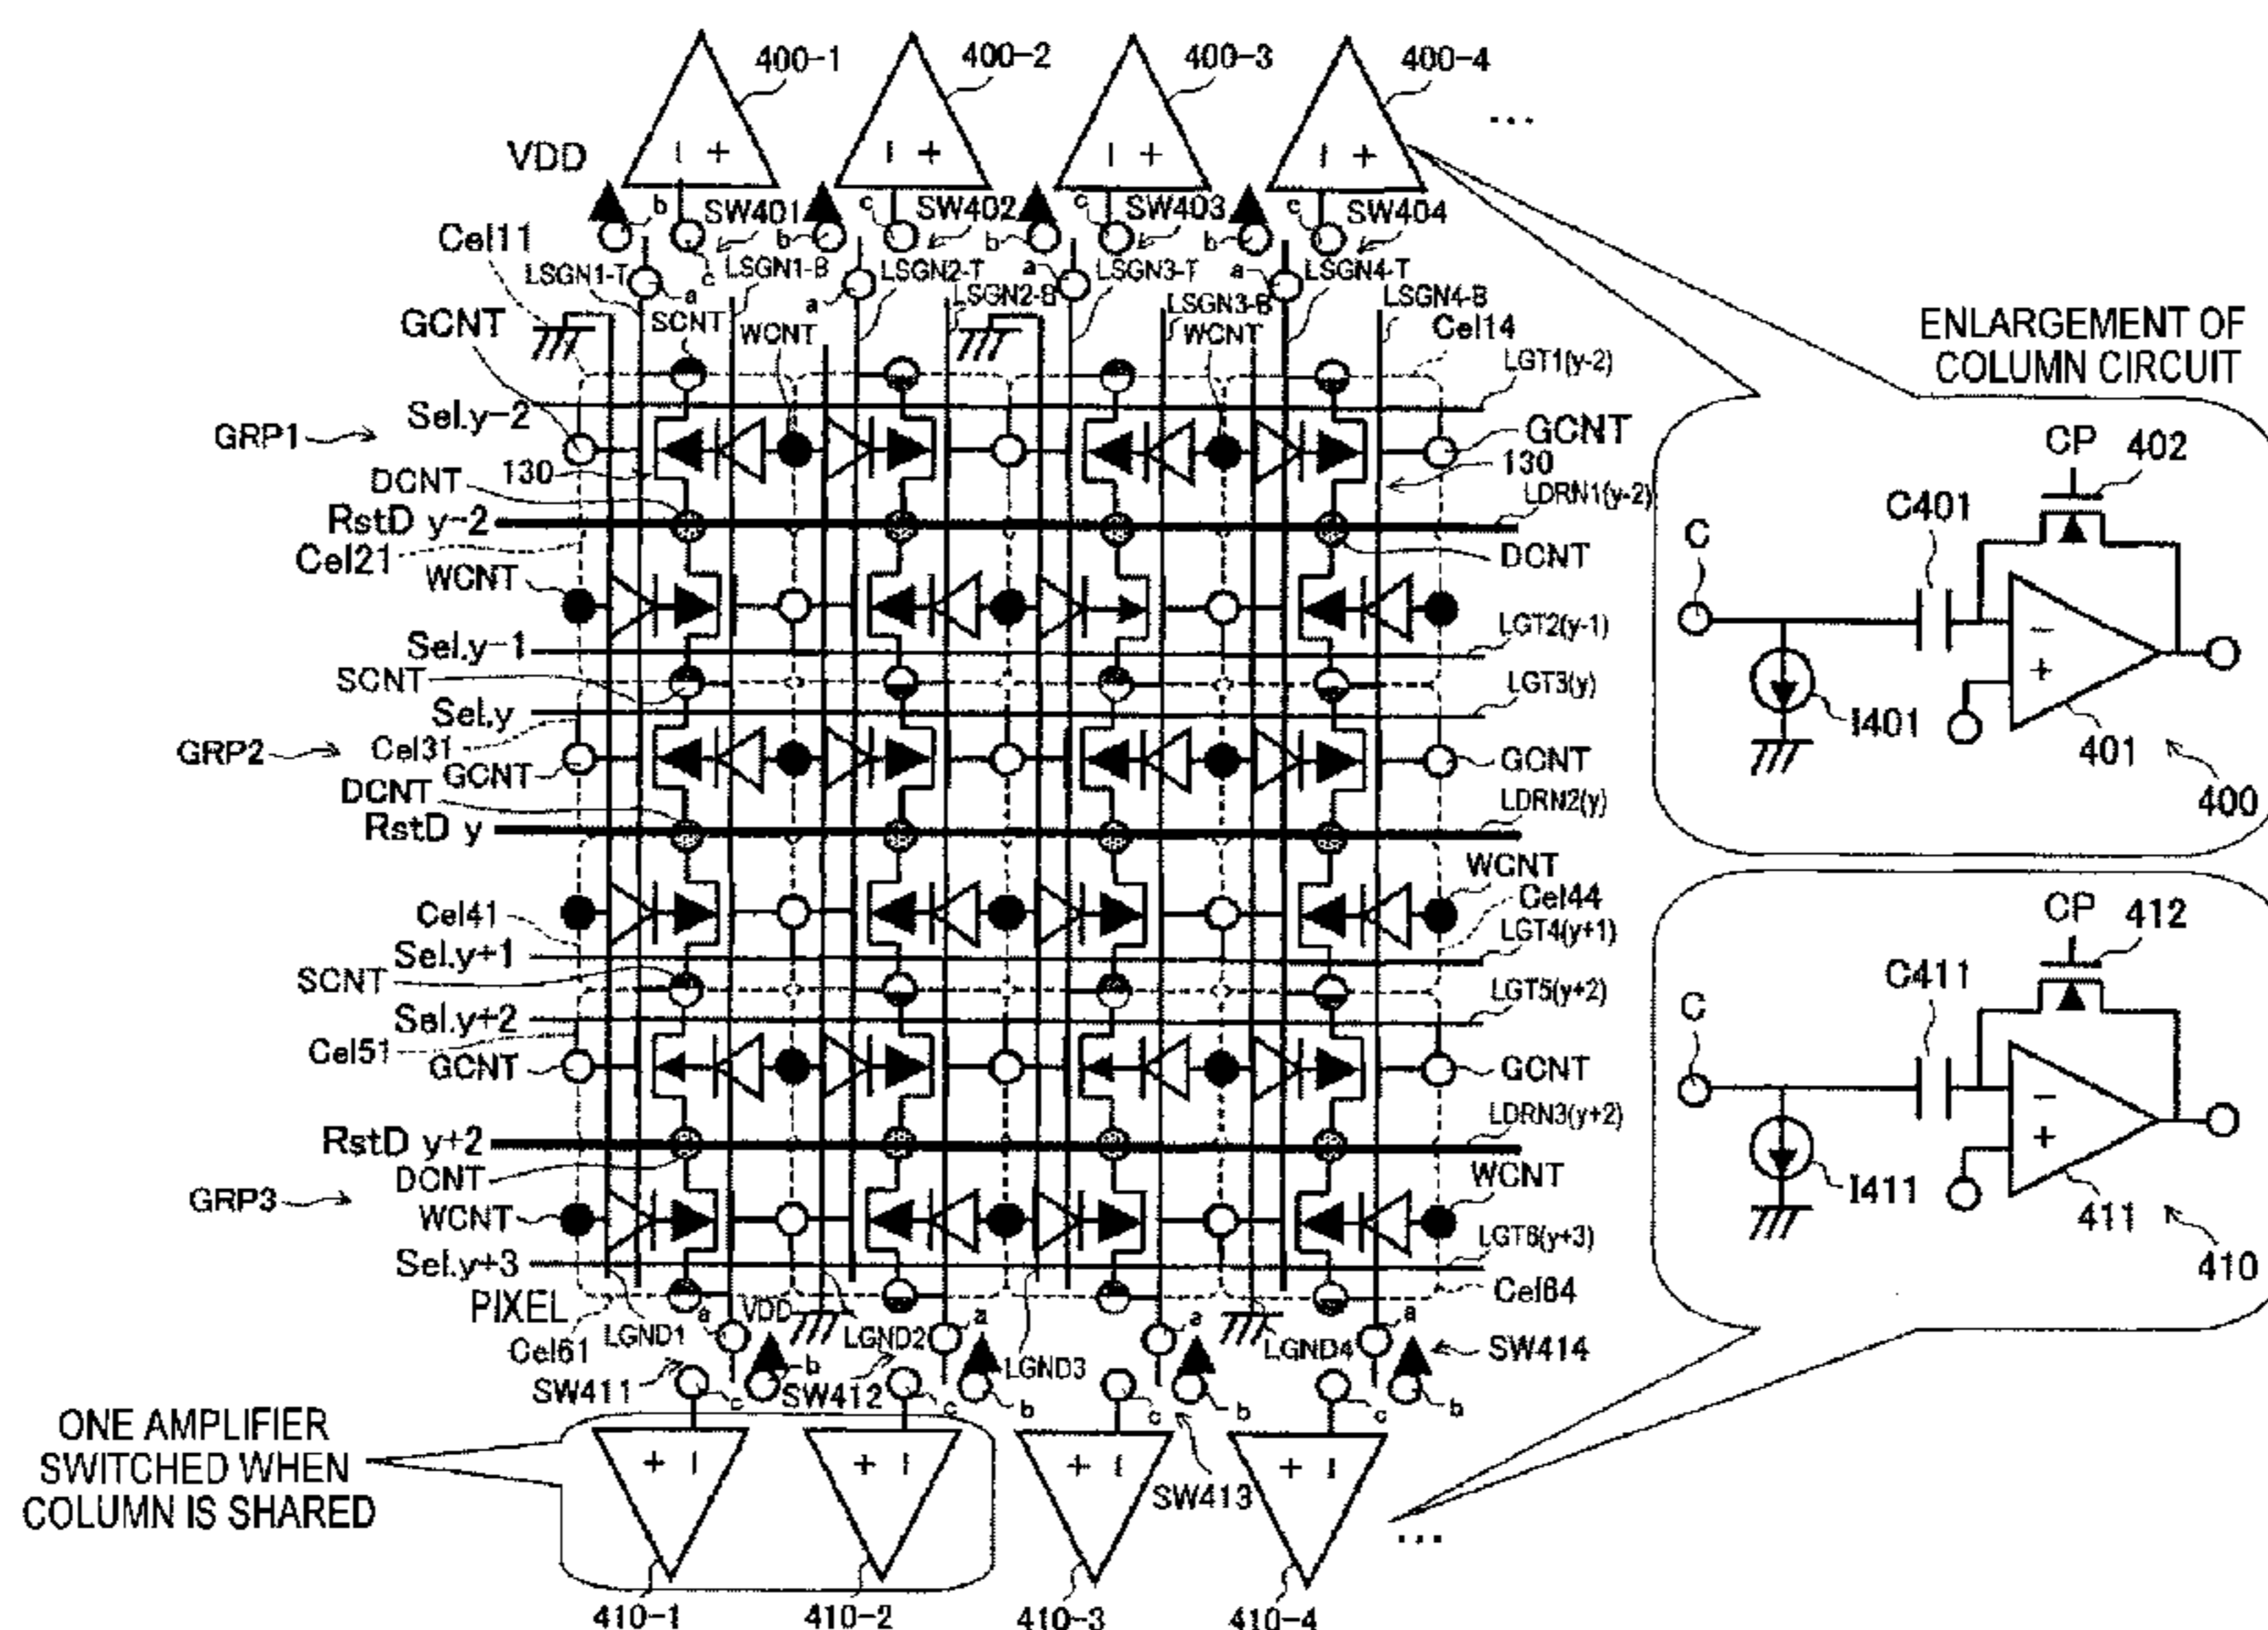 400-1
400-2
400-3
400-4
...
VDD
− +
− +
− +
− +
b
c
SW401
b
c
SW402
b
c
SW403
b
c
SW404
Cel11
LSGN1-T
a
LSGN1-B
a
LSGN2-T
LSGN2-B
a
LSGN3-T
LSGN3-B
a
LSGN4-T
LSGN4-B
GCNT
SCNT
WCNT
WCNT
Cel14
LGT1(y-2)
Sel.y-2
GRP1
GCNT
130
130
DCNT
LDRN1(y-2)
RstD y-2
DCNT
Cel21
WCNT
LGT2(y-1)
Sel.y-1
SCNT
LGT3(y)
Sel.y
GRP2
Cel31
GCNT
GCNT
DCNT
LDRN2(y)
RstD y
WCNT
Cel44
Cel41
LGT4(y+1)
Sel.y+1
SCNT
LGT5(y+2)
Sel.y+2
Cel51
GCNT
GCNT
LDRN3(y+2)
RstD y+2
DCNT
WCNT
GRP3
WCNT
LGT6(y+3)
Sel.y+3
Cel64
PIXEL
Cel61
LGND1
a
VDD
LGND2
a
LGND3
a
LGND4
a
SW414
SW411
c
b
SW412
c
b
c
b
c
b
SW413
+ −
+ −
+ −
+ −
...
ONE AMPLIFIER
SWITCHED WHEN
COLUMN IS SHARED
410-1
410-2
410-3
410-4
ENLARGEMENT OF
COLUMN CIRCUIT
CP
402
C401
C
−
+
I401
401
400
CP
412
C411
C
−
+
I411
411
410